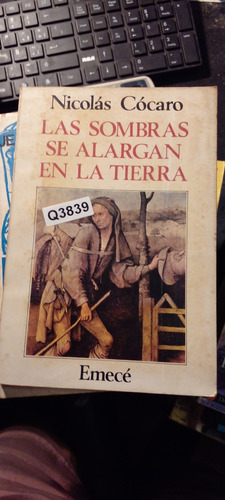 Nicolás Cócaro
LAS SOMBRAS
SE ALARGAN
EN LA TIERRA
Q3839
Emecé